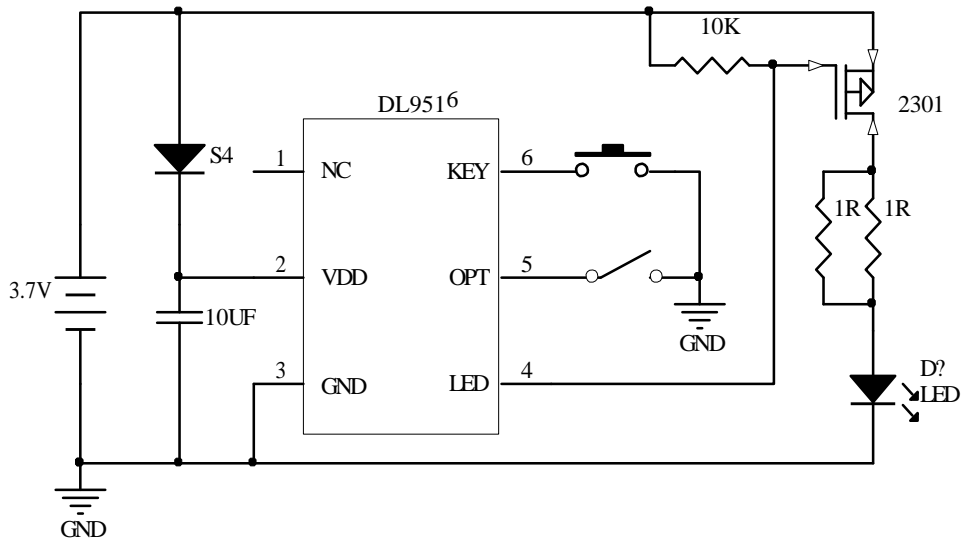 10K
2301
DL9516
S4
1
NC
KEY
6
1R
1R
3.7V
2
VDD
OPT
5
10UF
GND
3
GND
LED
4
D?
LED
GND